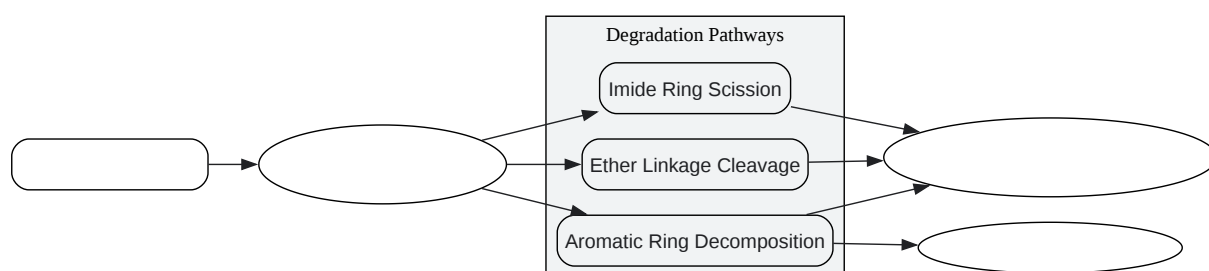 Degradation Pathways
Imide Ring Scission
Ether Linkage Cleavage
Aromatic Ring Decomposition